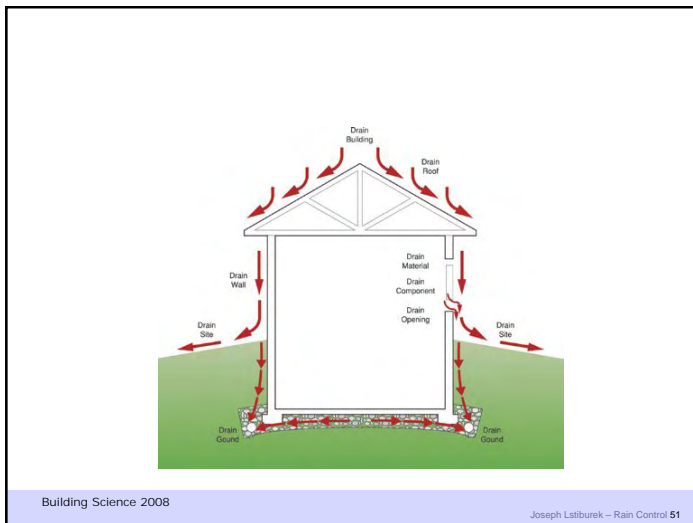 Drain
Building
Drain
Roof
Drain
Material
Drain
Wall
Drain
Component
Drain
Opening
Drain
Site
Drain
Site
Drain
Gound
Drain
Gound
Building Science 2008
Joseph Lstiburek – Rain Control 51